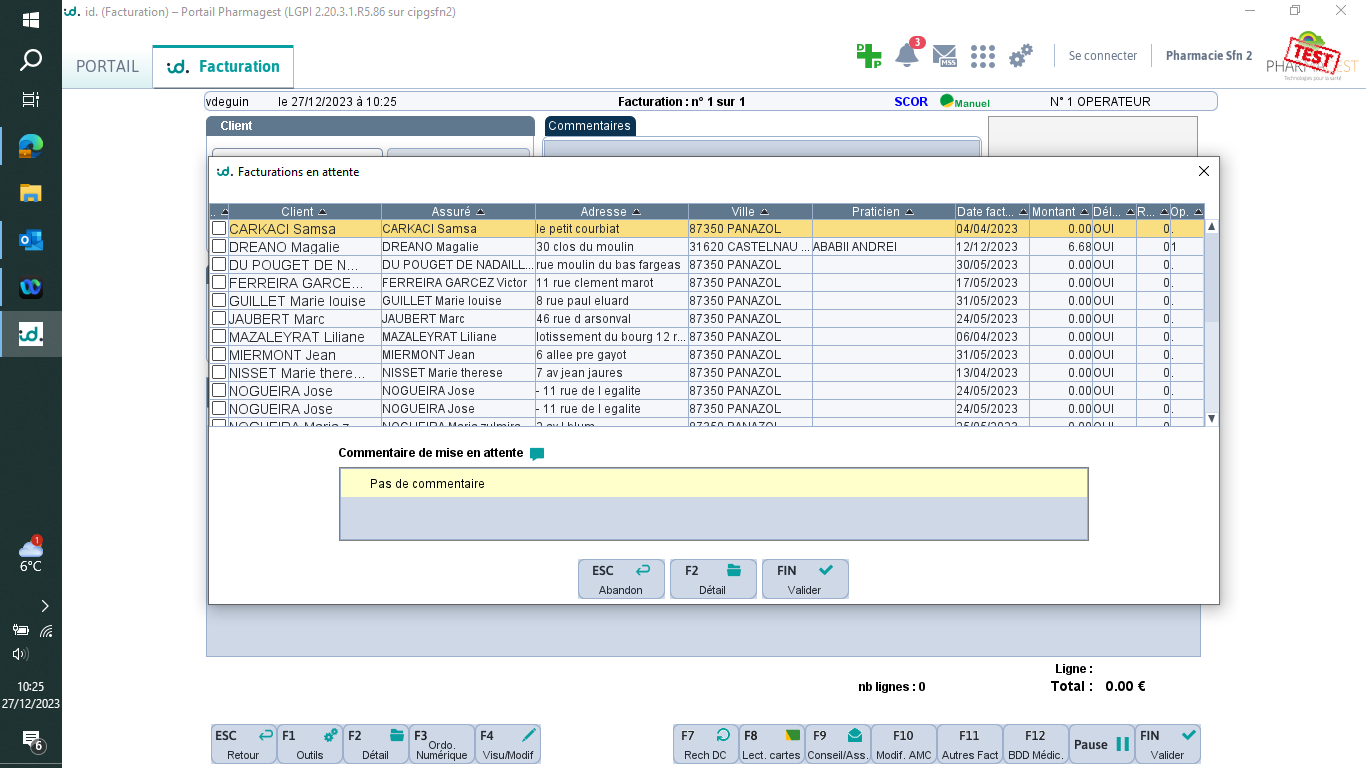 id. id. (Facturation) – Portail Pharmagest (LGPI 2.20.3.1.R5.86 sur cipgsfn2)
PORTAIL
id. Facturation
3
MSS
Se connecter
Pharmacie Sfn 2
TEST
vdeguin le 27/12/2023 à 10:25 Facturation : n° 1 sur 1 SCOR Manuel N° 1 OPERATEUR
Client
Commentaires
id. Facturations en attente
.. Client Assuré Adresse Ville Praticien Date fact... Montant Dél... R... Op.
CARKACI Samsa CARKACI Samsa le petit courbiat 87350 PANAZOL 04/04/2023 0.00 OUI 0 .
DREANO Magalie DREANO Magalie 30 clos du moulin 31620 CASTELNAU ... ABABII ANDREI 12/12/2023 6.68 OUI 0 1
DU POUGET DE N... DU POUGET DE NADAILL... rue moulin du bas fargeas 87350 PANAZOL 30/05/2023 0.00 OUI 0 .
FERREIRA GARCE... FERREIRA GARCEZ Victor 11 rue clement marot 87350 PANAZOL 17/05/2023 0.00 OUI 0 .
GUILLET Marie louise GUILLET Marie louise 8 rue paul eluard 87350 PANAZOL 31/05/2023 0.00 OUI 0 .
JAUBERT Marc JAUBERT Marc 46 rue d arsonval 87350 PANAZOL 24/05/2023 0.00 OUI 0 .
MAZALEYRAT Liliane MAZALEYRAT Liliane lotissement du bourg 12 r... 87350 PANAZOL 06/04/2023 0.00 OUI 0 .
MIERMONT Jean MIERMONT Jean 6 allee pre gayot 87350 PANAZOL 31/05/2023 0.00 OUI 0 .
NISSET Marie there... NISSET Marie therese 7 av jean jaures 87350 PANAZOL 13/04/2023 0.00 OUI 0 .
NOGUEIRA Jose NOGUEIRA Jose - 11 rue de l egalite 87350 PANAZOL 24/05/2023 0.00 OUI 0 .
NOGUEIRA Jose NOGUEIRA Jose - 11 rue de l egalite 87350 PANAZOL 24/05/2023 0.00 OUI 0 .
Commentaire de mise en attente
Pas de commentaire
ESC Abandon
F2 Détail
FIN Valider
Ligne :
nb lignes : 0 Total : 0.00 €
ESC Retour
F1 Outils
F2 Détail
F3 Ordo. Numérique
F4 Visu/Modif
F7 Rech DC
F8 Lect. cartes
F9 Conseil/Ass.
F10 Modif. AMC
F11 Autres Fact
F12 BDD Médic.
Pause
FIN Valider
id.
1
6°C
10:25
27/12/2023
6